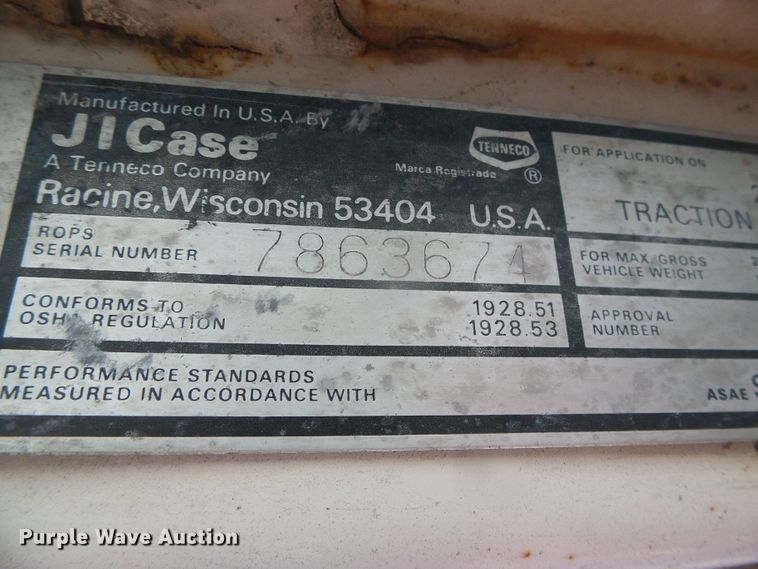 Manufactured In U.S.A. By
JI Case
A Tenneco Company
Racine, Wisconsin 53404 U.S.A.
TENNECO
Marca Registrada
®
ROPS
SERIAL NUMBER 7863674
CONFORMS TO
OSHA REGULATION
1928.51
1928.53
PERFORMANCE STANDARDS
MEASURED IN ACCORDANCE WITH
ASAE
FOR APPLICATION ON
TRACTION
FOR MAX. GROSS
VEHICLE WEIGHT
APPROVAL
NUMBER
Purple Wave Auction